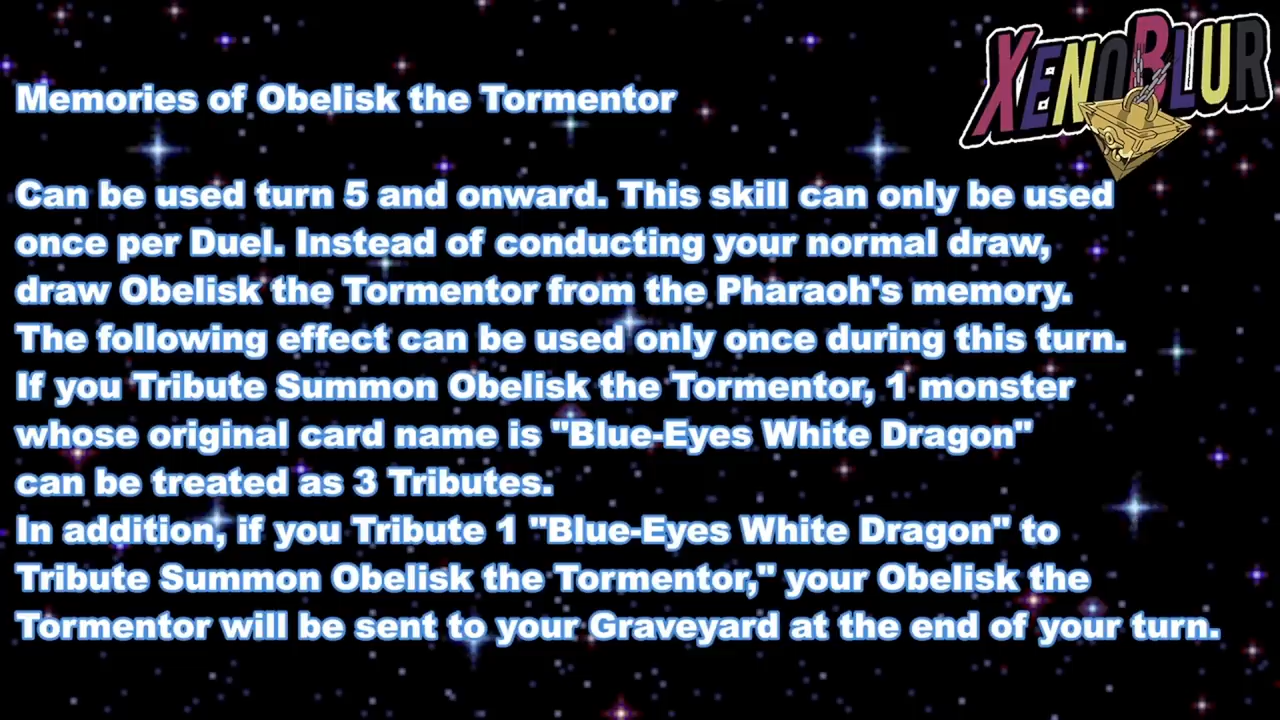 XENOBLUR
Memories of Obelisk the Tormentor
Can be used turn 5 and onward. This skill can only be used
once per Duel. Instead of conducting your normal draw,
draw Obelisk the Tormentor from the Pharaoh's memory.
The following effect can be used only once during this turn.
If you Tribute Summon Obelisk the Tormentor, 1 monster
whose original card name is "Blue-Eyes White Dragon"
can be treated as 3 Tributes.
In addition, if you Tribute 1 "Blue-Eyes White Dragon" to
Tribute Summon Obelisk the Tormentor," your Obelisk the
Tormentor will be sent to your Graveyard at the end of your turn.